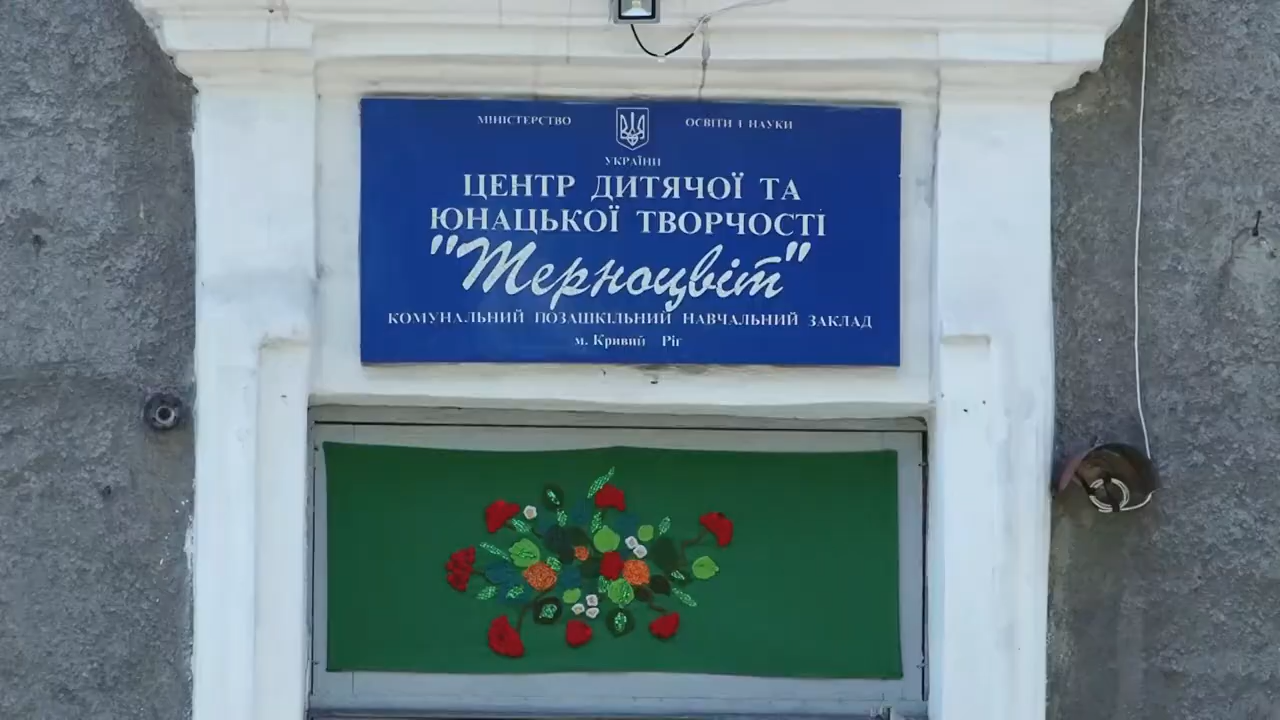 МІНІСТЕРСТВО ОСВІТИ І НАУКИ
УКРАЇНИ
ЦЕНТР ДИТЯЧОЇ ТА
ЮНАЦЬКОЇ ТВОРЧОСТІ
"Терноцвіт"
КОМУНАЛЬНИЙ ПОЗАШКІЛЬНИЙ НАВЧАЛЬНИЙ ЗАКЛАД
м. Кривий Ріг